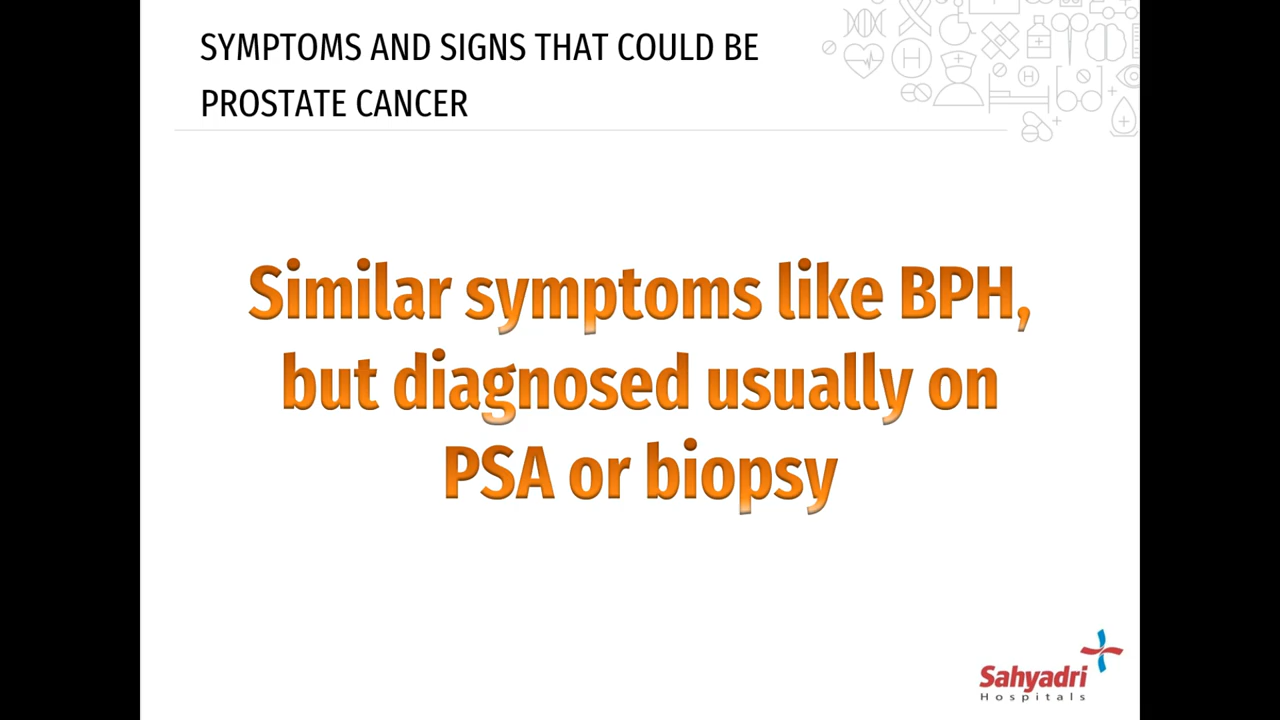 SYMPTOMS AND SIGNS THAT COULD BE
PROSTATE CANCER
Similar symptoms like BPH,
but diagnosed usually on
PSA or biopsy
Sahyadri
Hospitals